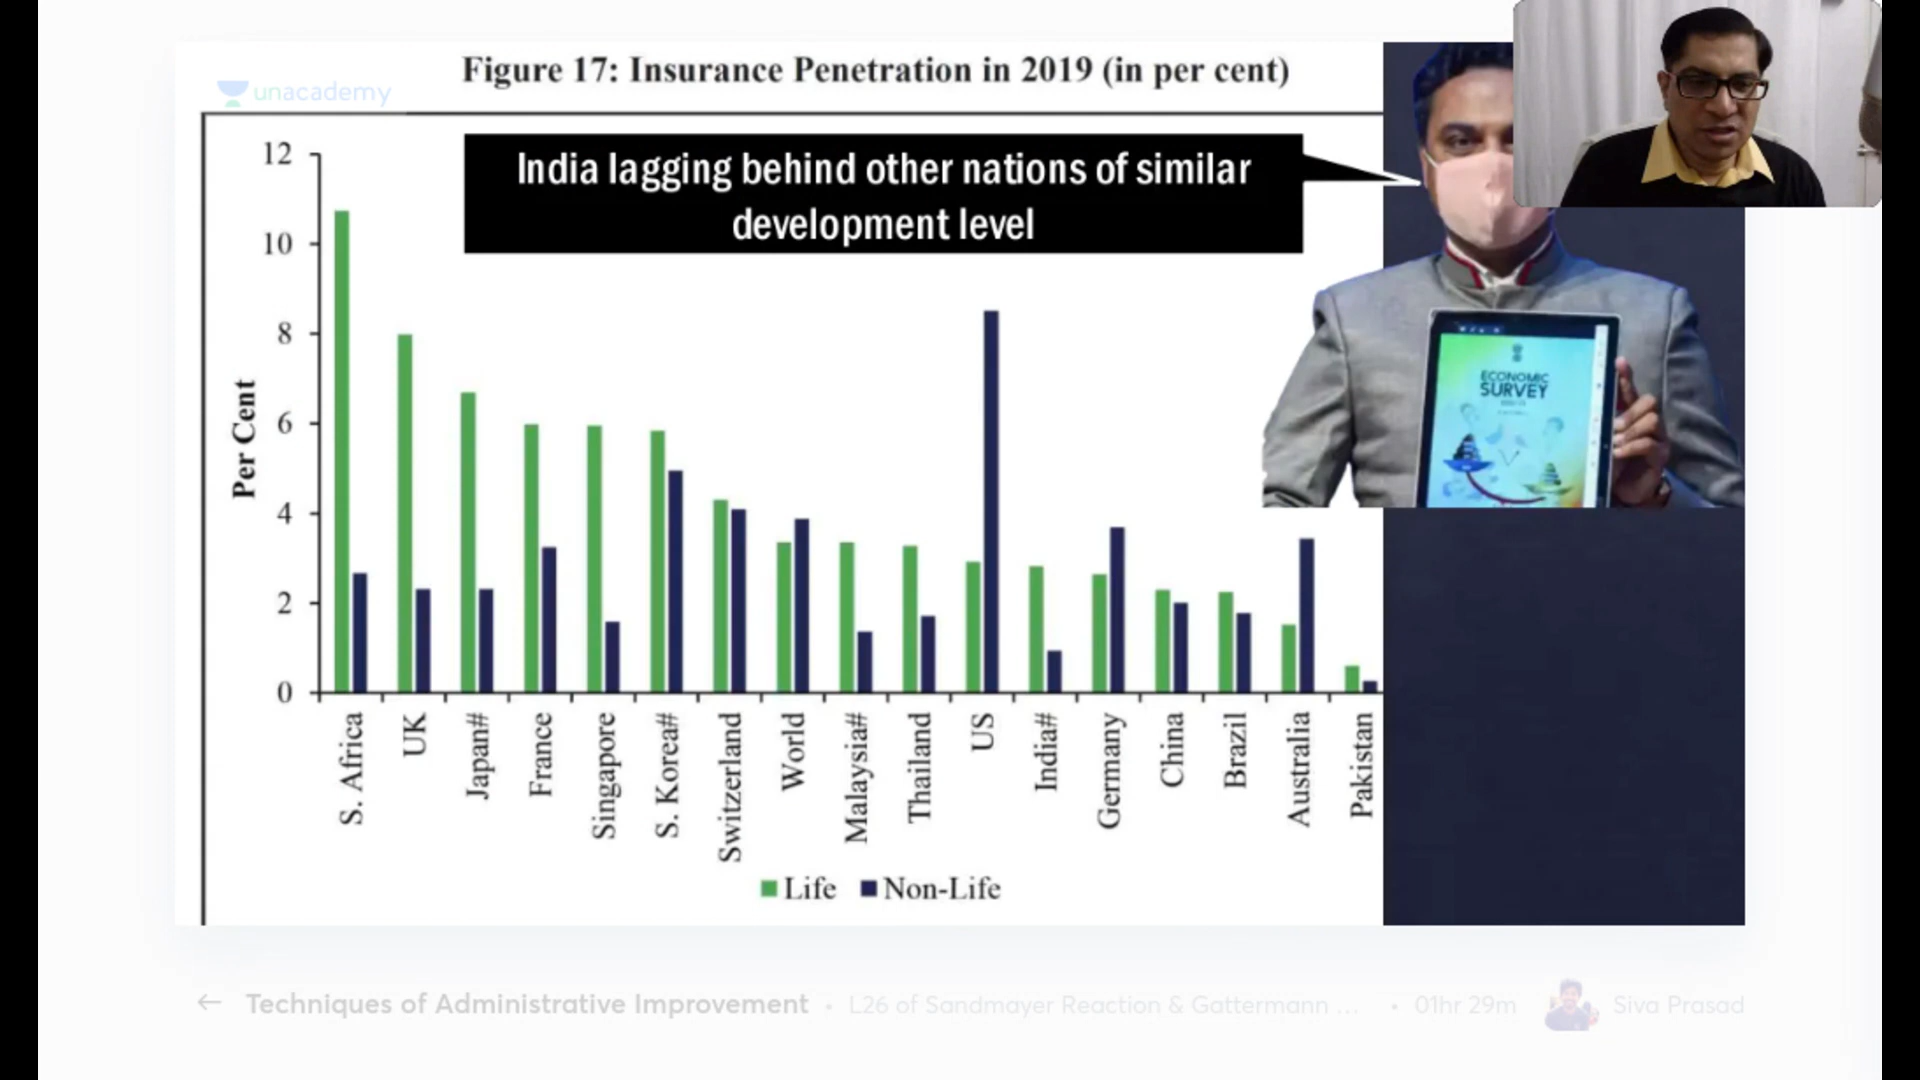 Figure 17: Insurance Penetration in 2019 (in per cent)
unacademy
India lagging behind other nations of similar
development level
12
10
8
6
4
2
0
Per Cent
S. Africa
UK
Japan#
France
Singapore
S. Korea#
Switzerland
World
Malaysia#
Thailand
US
India#
Germany
China
Brazil
Australia
Pakistan
Life Non-Life
ECONOMIC
SURVEY
Techniques of Administrative Improvement • L26 of Sandmayer Reaction & Gattermann ... • 01hr 29m Siva Prasad